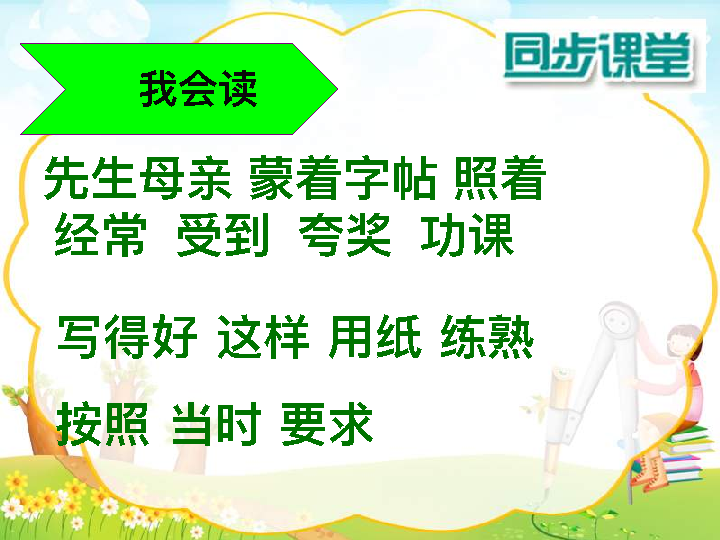 同步课堂
我会读
先生母亲 蒙着字帖 照着
经常 受到 夸奖 功课
写得好 这样 用纸 练熟
按照 当时 要求